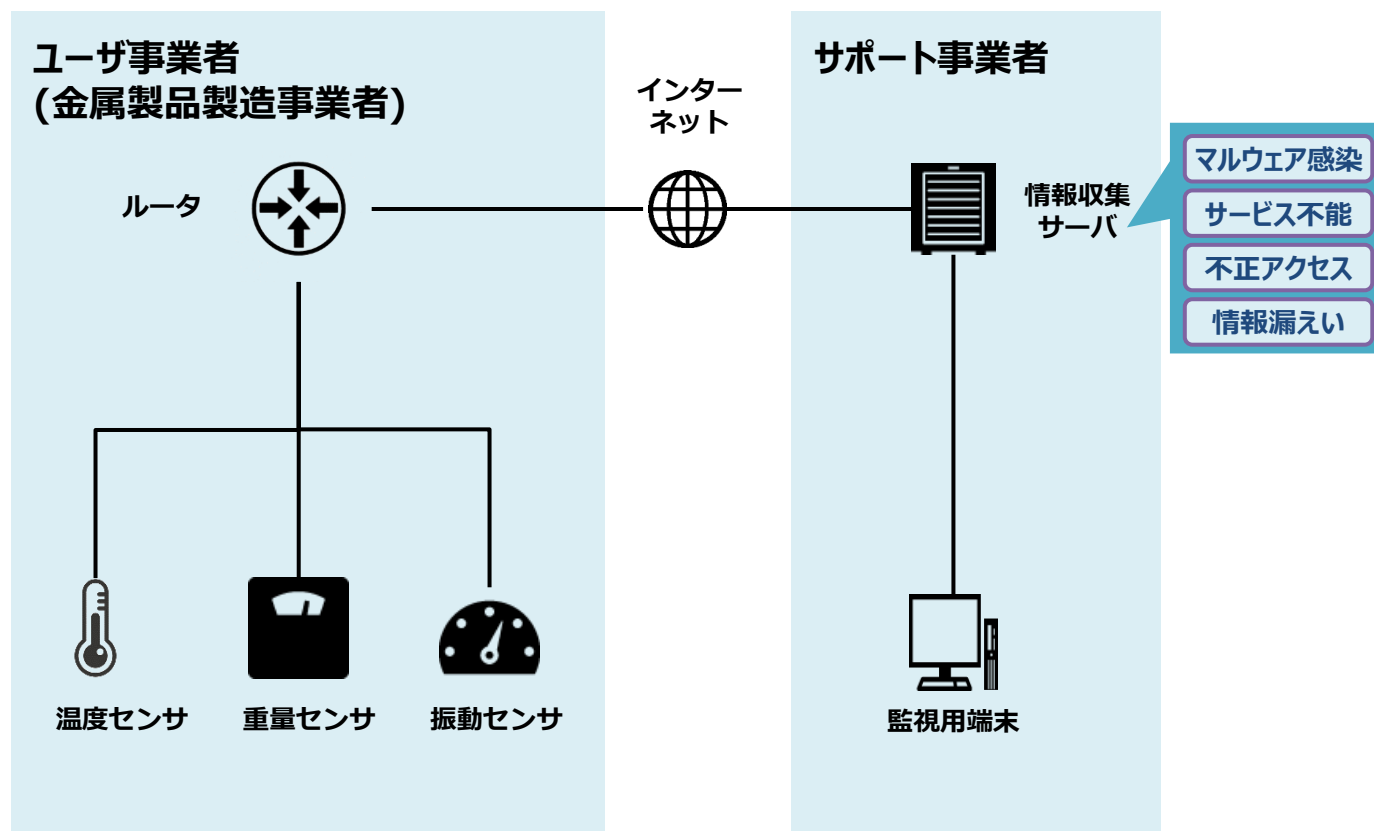 ユーザ事業者
(金属製品製造事業者)
サポート事業者
インター
ネット
ルータ
情報収集
サーバ
マルウェア感染
サービス不能
不正アクセス
情報漏えい
温度センサ
重量センサ
振動センサ
監視用端末